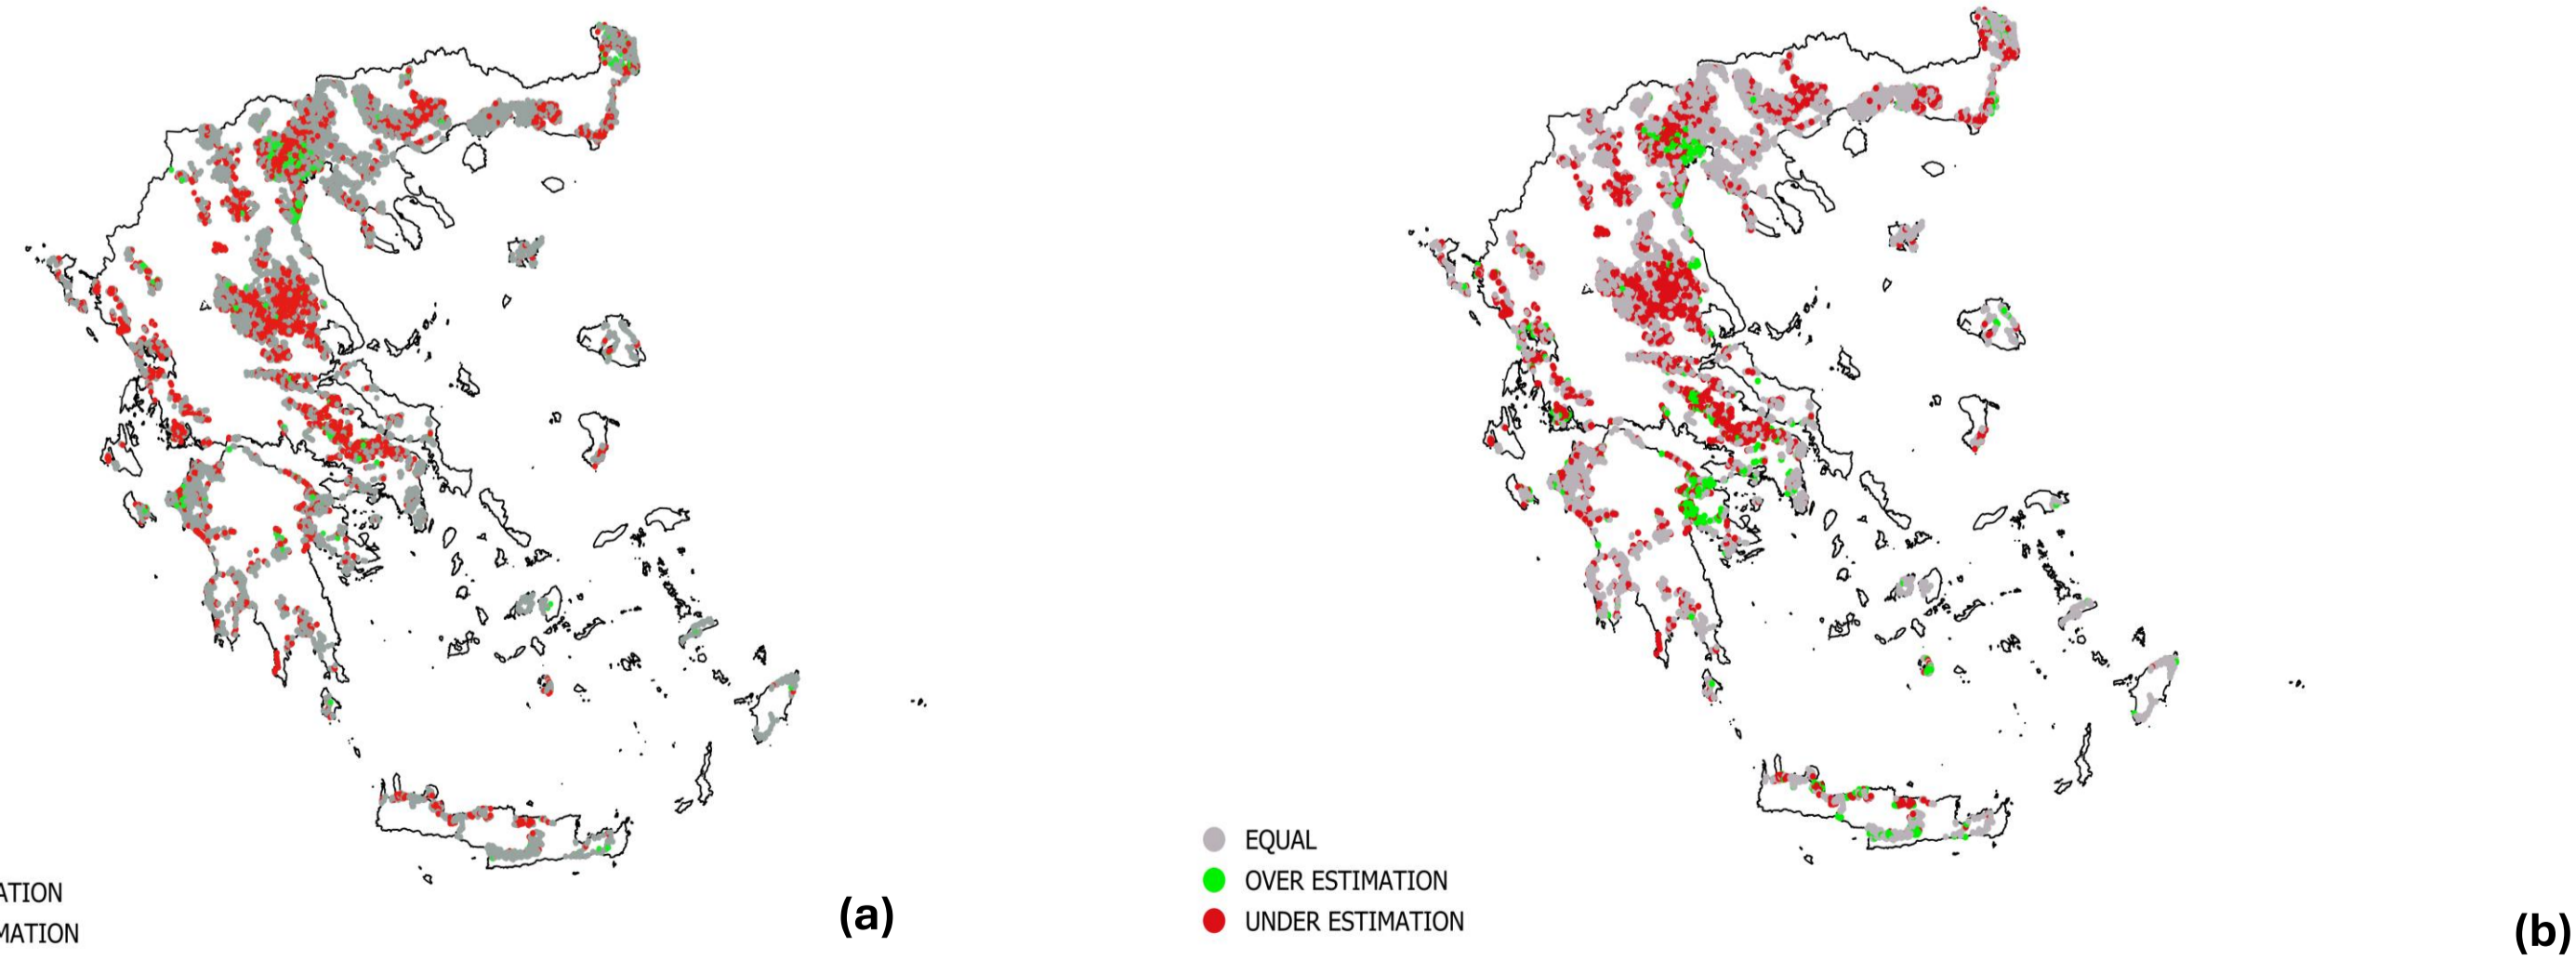 ATION
MATION
(a)
EQUAL
OVER ESTIMATION
UNDER ESTIMATION
(b)